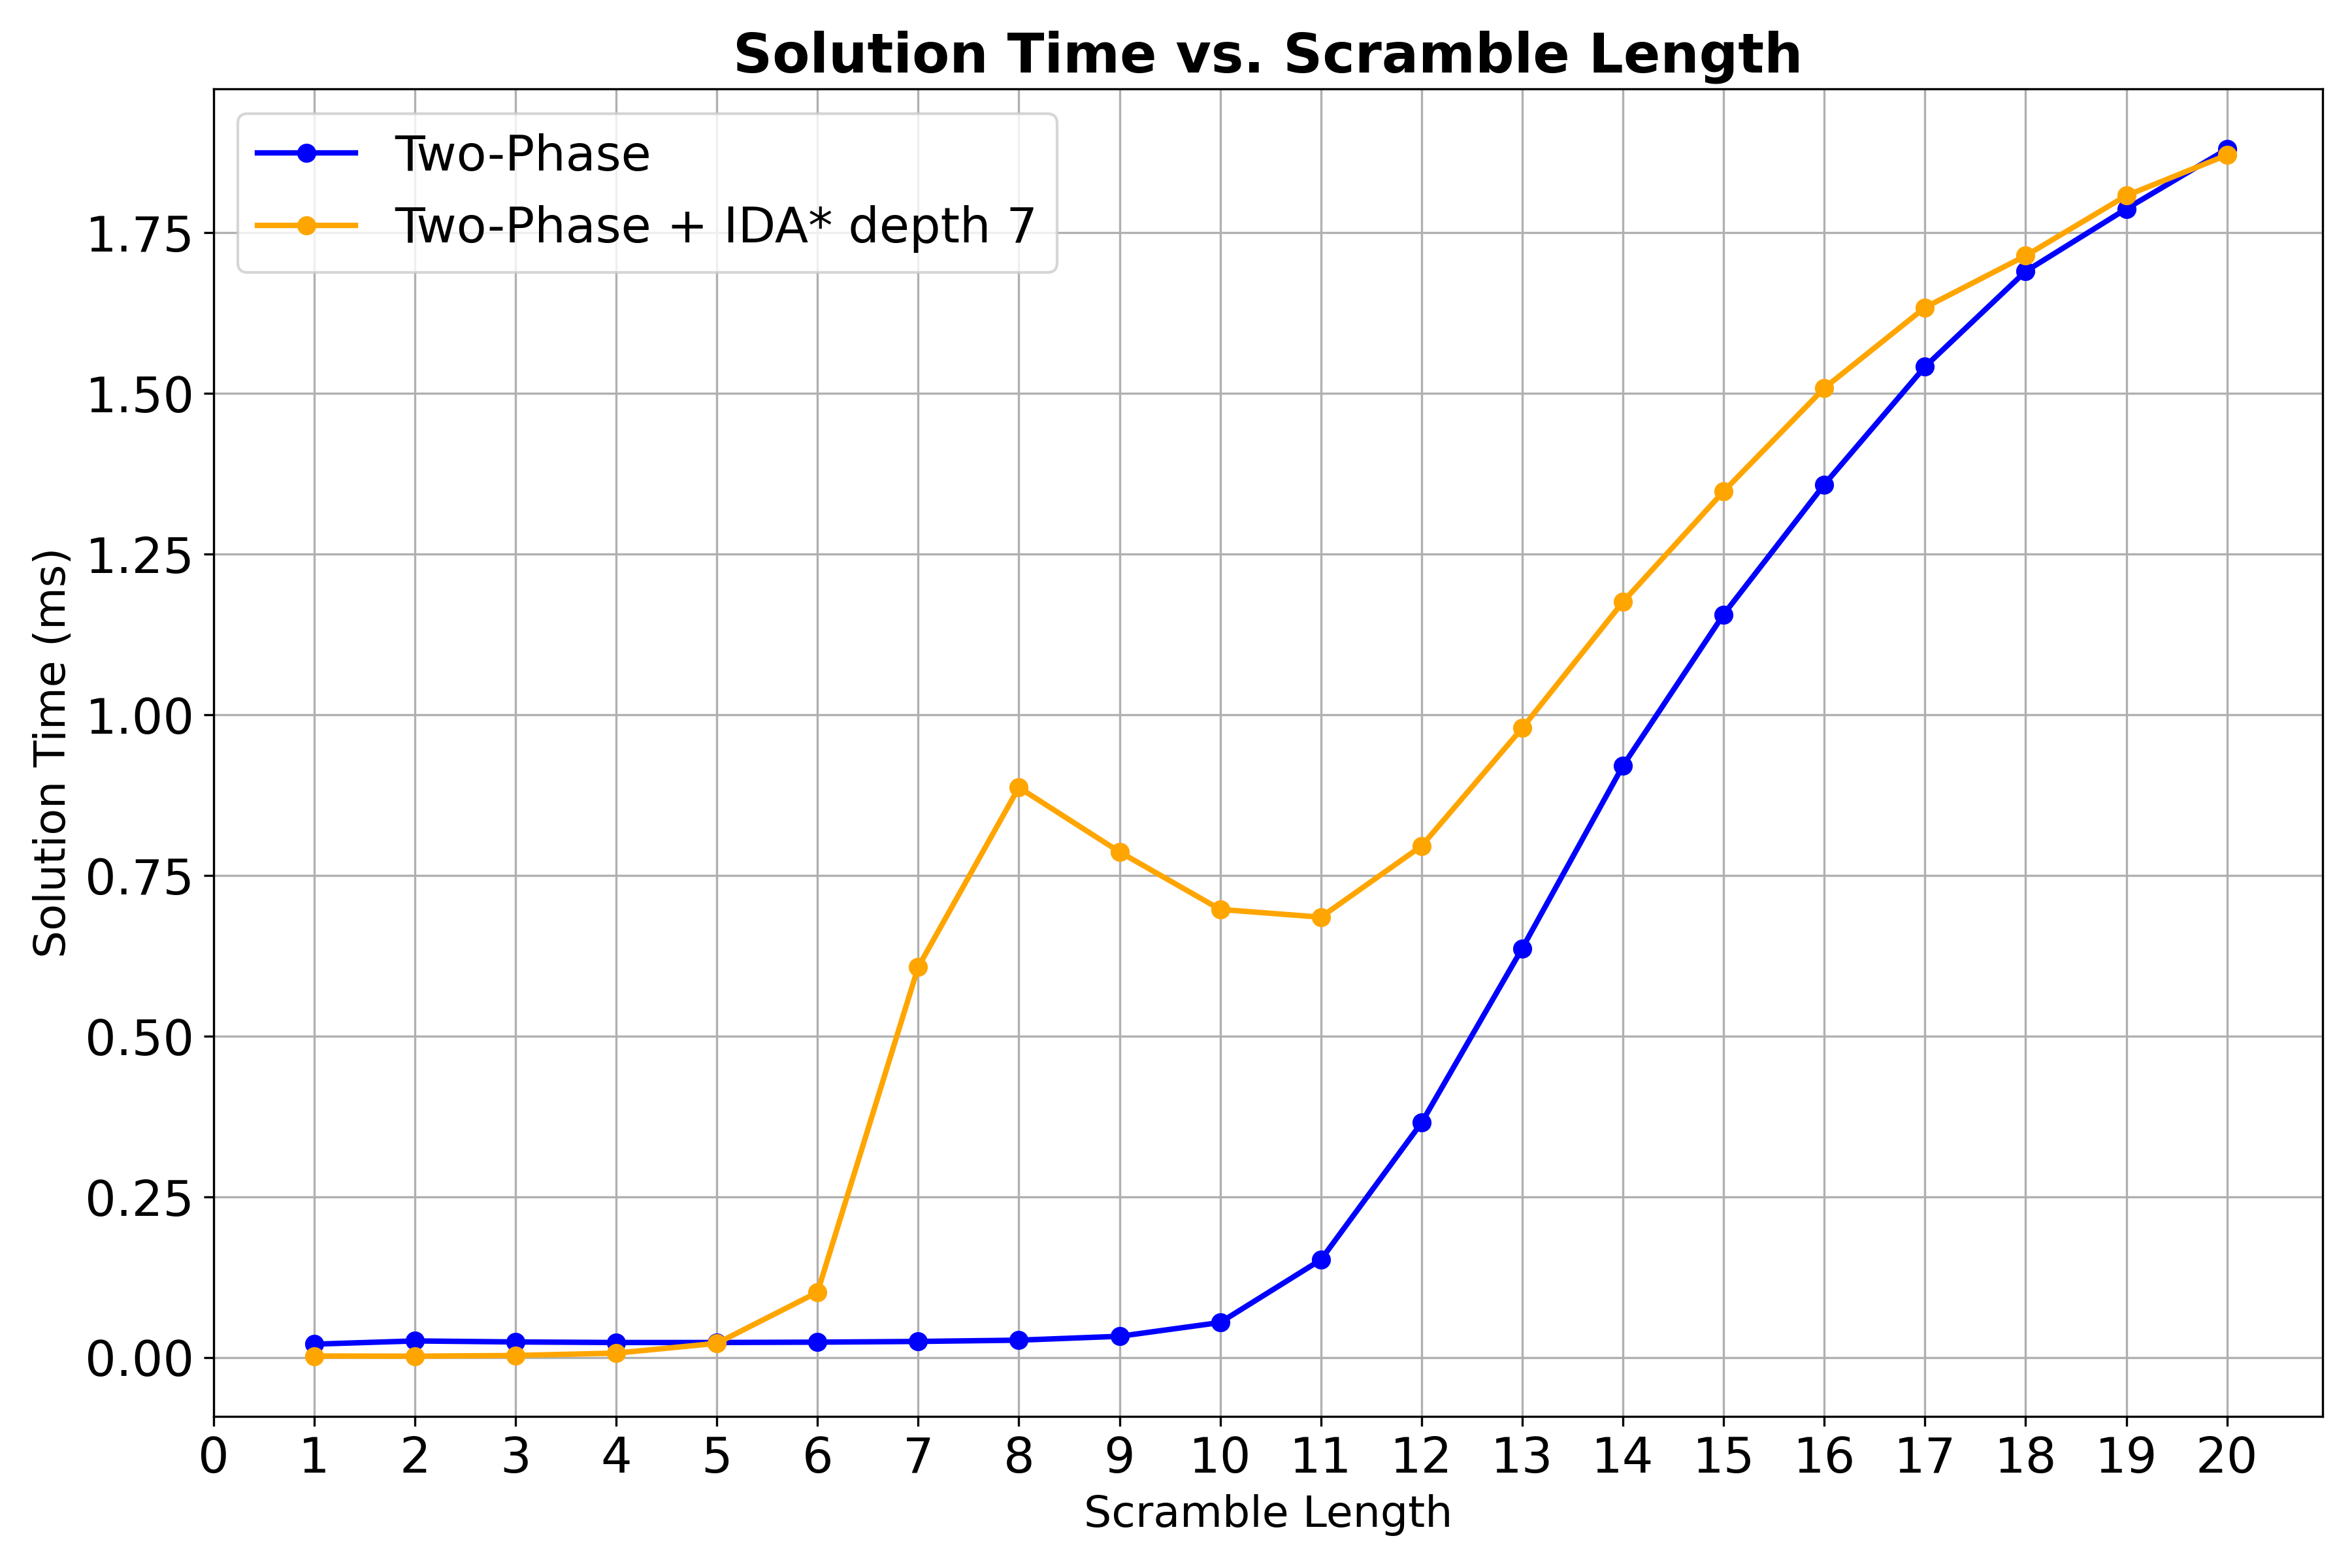 Solution Time vs. Scramble Length
Two-Phase
Two-Phase + IDA* depth 7
Solution Time (ms)
1.75
1.50
1.25
1.00
0.75
0.50
0.25
0.00
0 1 2 3 4 5 6 7 8 9 10 11 12 13 14 15 16 17 18 19 20
Scramble Length